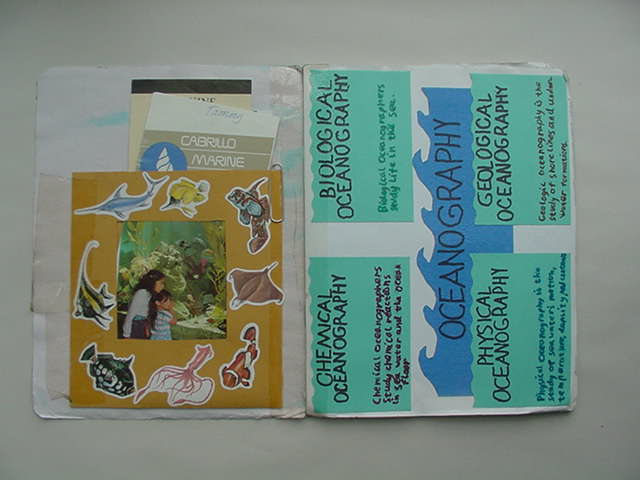 Tammy
CABRILLO
MARINE
BIOLOGICAL
OCEANOGRAPHY
Biological Oceanographers
study life in the sea.
CHEMICAL
OCEANOGRAPHY
Chemical oceanographers
study chemical reactions
in sea water and the ocean
floor
OCEANOGRAPHY
GEOLOGICAL
OCEANOGRAPHY
Geologic Oceanography is the
study of shore lines and under
water formations
PHYSICAL
OCEANOGRAPHY
Physical Oceanography is the
study of sea water: motion,
temperature, density, and